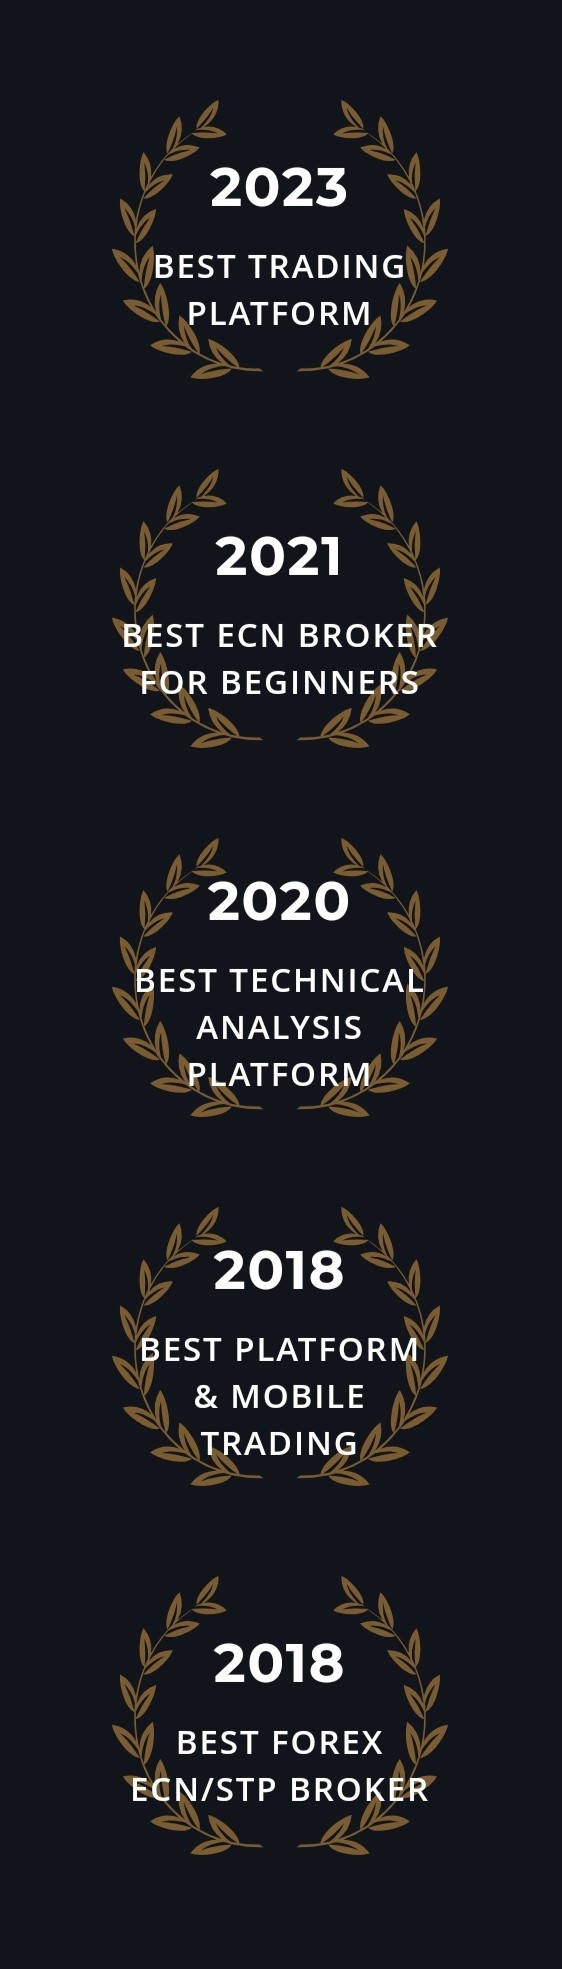 2023
BEST TRADING
PLATFORM
2021
BEST ECN BROKER
FOR BEGINNERS
2020
BEST TECHNICAL
ANALYSIS
PLATFORM
2018
BEST PLATFORM
& MOBILE
TRADING
2018
BEST FOREX
ECN/STP BROKER